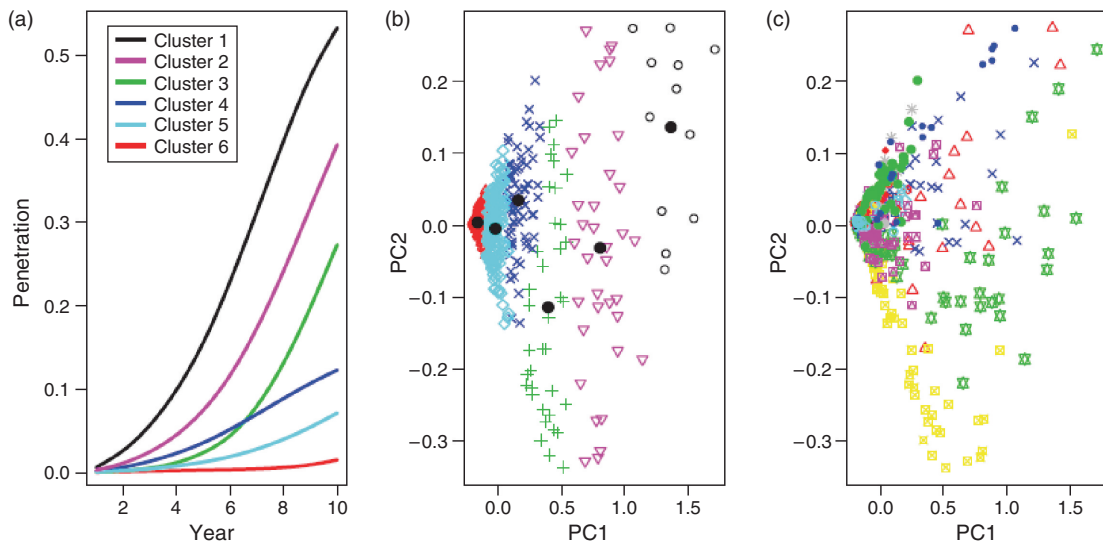 (a)
Cluster 1
Cluster 2
Cluster 3
Cluster 4
Cluster 5
Cluster 6
0.5
0.4
0.3
0.2
0.1
0.0
Penetration
2 4 6 8 10
Year
(b)
0.2
0.1
0.0
−0.1
−0.2
−0.3
PC2
0.0 0.5 1.0 1.5
PC1
(c)
0.2
0.1
0.0
−0.1
−0.2
−0.3
PC2
0.0 0.5 1.0 1.5
PC1